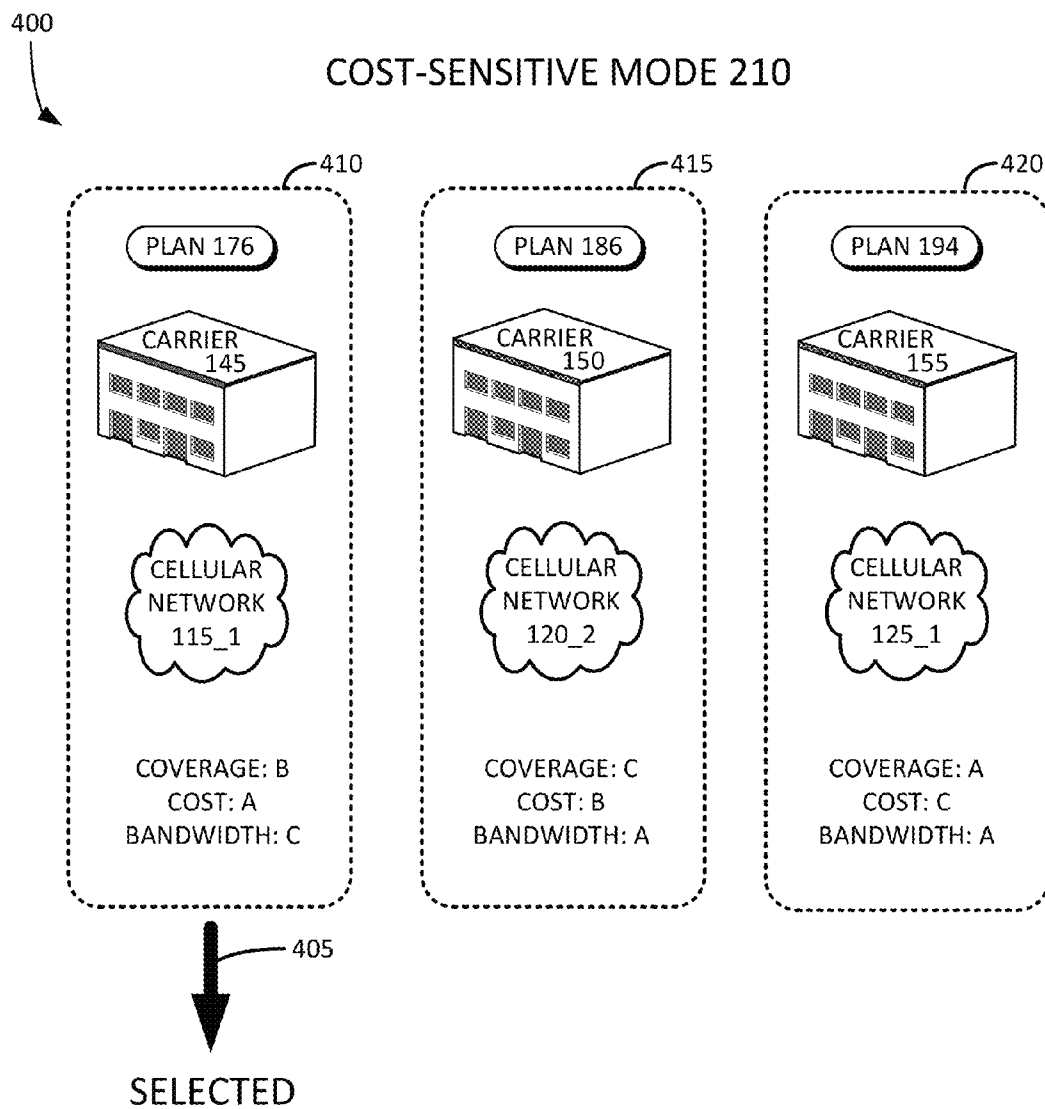 400
COST-SENSITIVE MODE 210
410
415
420
PLAN 176
PLAN 186
PLAN 194
CARRIER
145
CARRIER
150
CARRIER
155
CELLULAR
NETWORK
115_1
CELLULAR
NETWORK
120_2
CELLULAR
NETWORK
125_1
COVERAGE: B
COST: A
BANDWIDTH: C
COVERAGE: C
COST: B
BANDWIDTH: A
COVERAGE: A
COST: C
BANDWIDTH: A
405
SELECTED